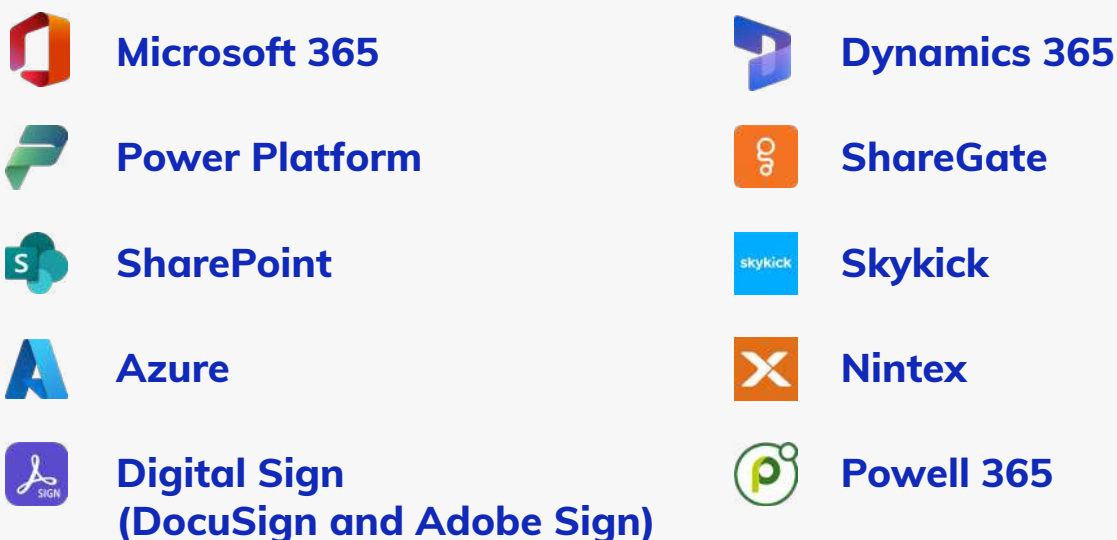 Microsoft 365
Power Platform
S
SharePoint
Azure
SIGN
Digital Sign
(DocuSign and Adobe Sign)
Dynamics 365
ShareGate
skykick
Skykick
Nintex
Powell 365